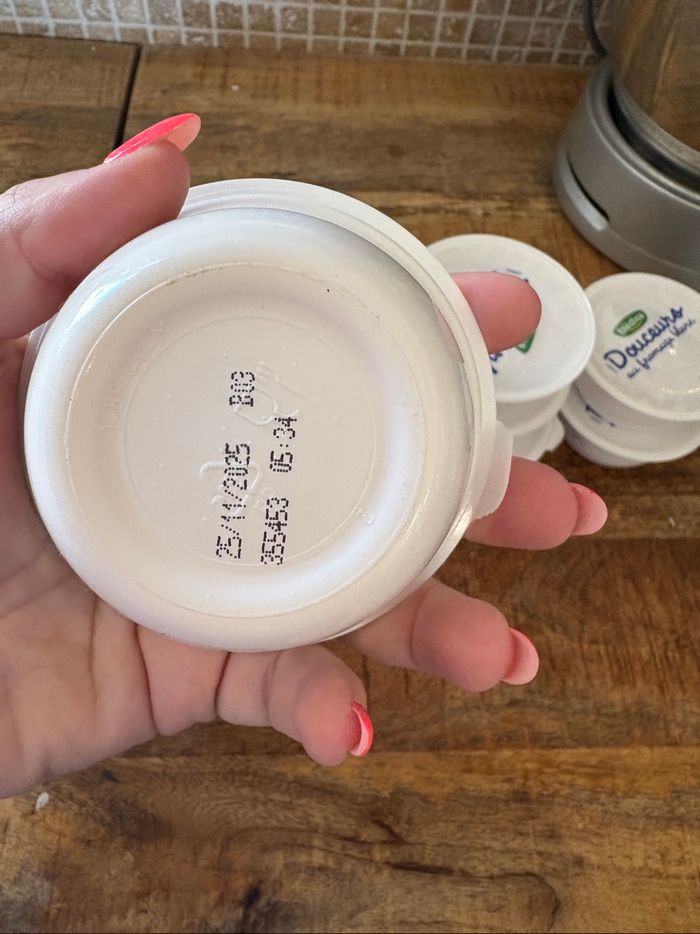 25/11/2025 B03
355453 05:34
Douceurs
au fromage blanc